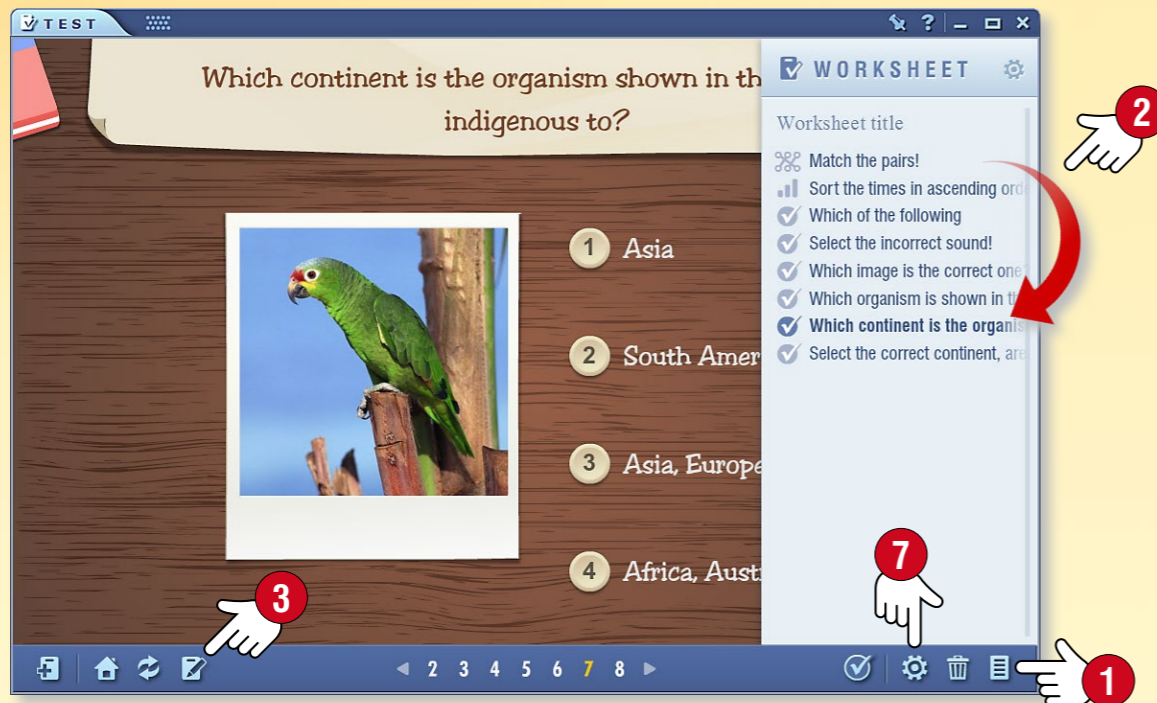 TEST
?
Which continent is the organism shown in th
indigenous to?
1 Asia
2 South Amer
3 Asia, Europe
4 Africa, Aust
WORKSHEET
Worksheet title
Match the pairs!
Sort the times in ascending orde
Which of the following
Select the incorrect sound!
Which image is the correct one?
Which organism is shown in th
Which continent is the organis
Select the correct continent, are
2
3
7
1
2 3 4 5 6 7 8